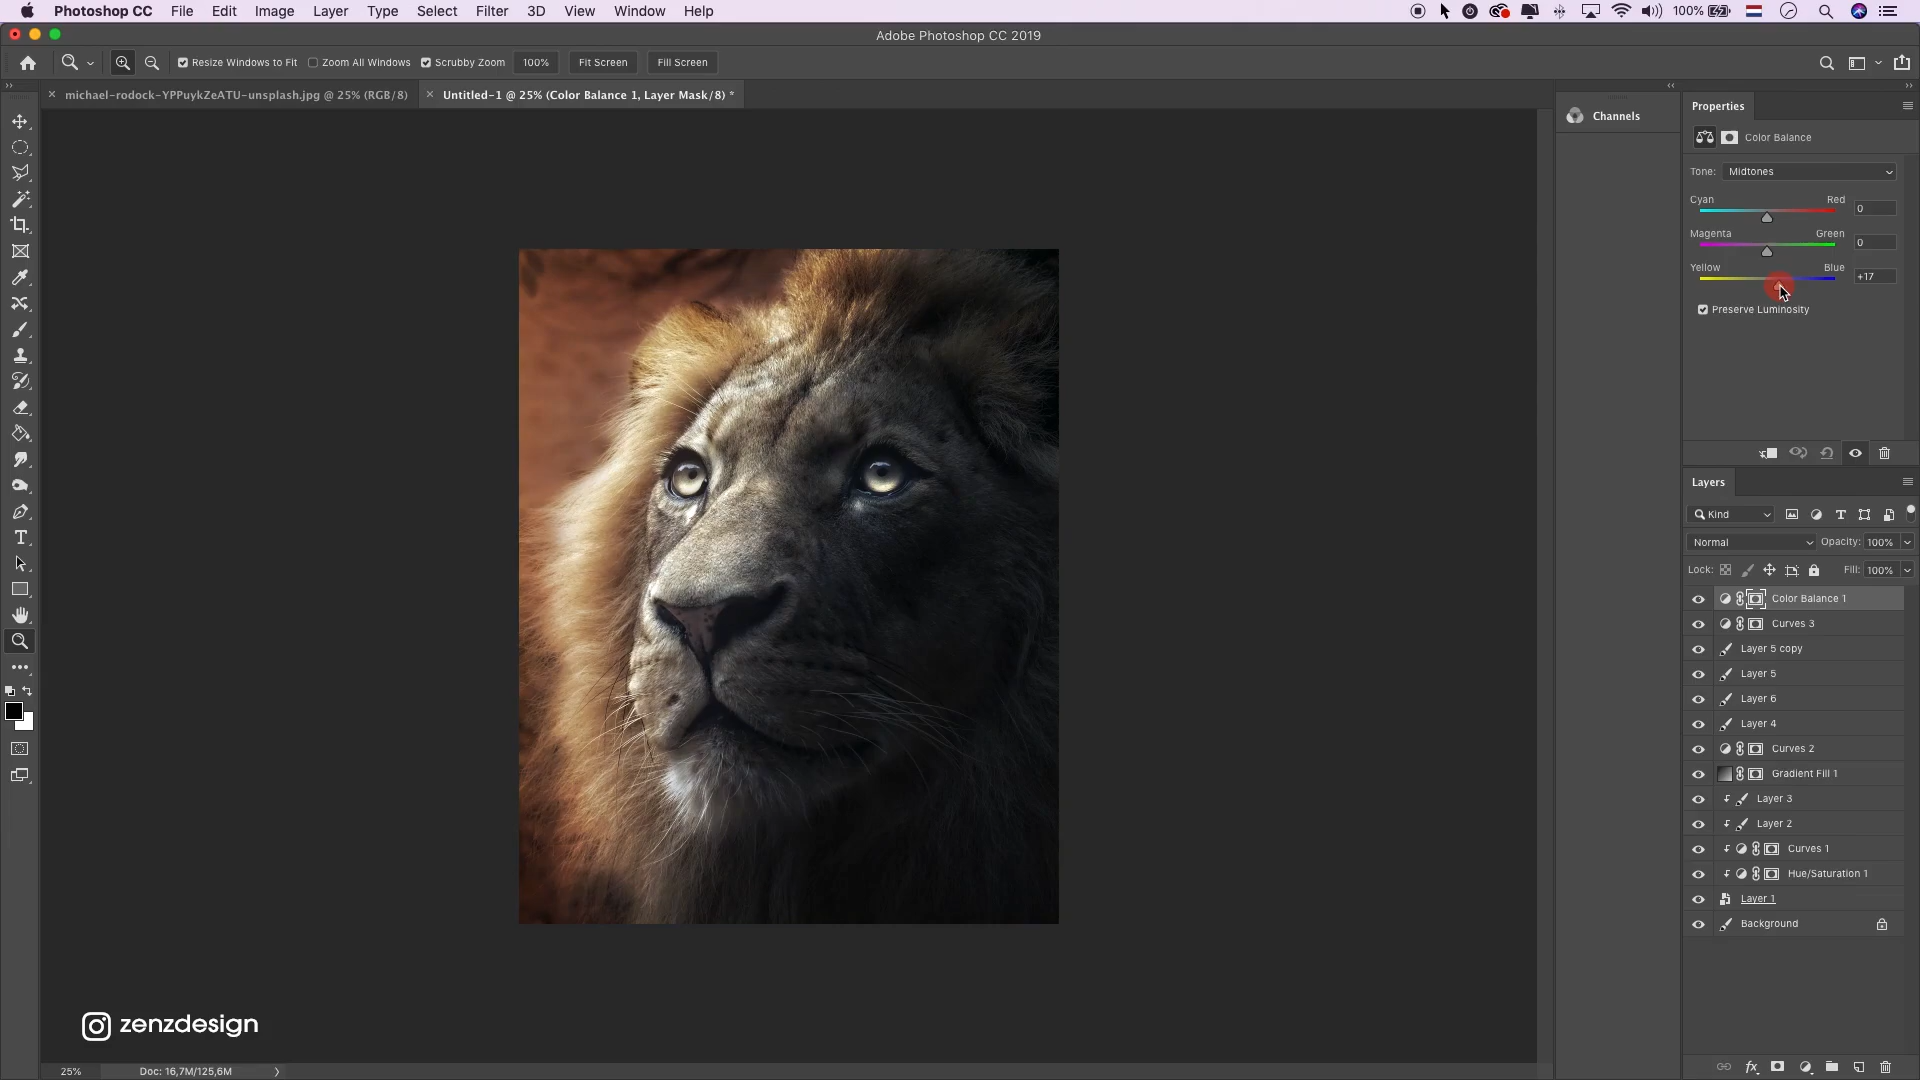 Photoshop CC File Edit Image Layer Type Select Filter 3D View Window Help 100%
Adobe Photoshop CC 2019
Resize Windows to Fit Zoom All Windows Scrubby Zoom 100% Fit Screen Fill Screen
michael-rodock-YPPuykZeATU-unsplash.jpg @ 25% (RGB/8) Untitled-1 @ 25% (Color Balance 1, Layer Mask/8) *
Channels
Properties
Color Balance
Tone: Midtones
Cyan Red 0
Magenta Green 0
Yellow Blue +17
Preserve Luminosity
Layers
Kind
Normal Opacity: 100%
Lock: Fill: 100%
Color Balance 1
Curves 3
Layer 5 copy
Layer 5
Layer 6
Layer 4
Curves 2
Gradient Fill 1
Layer 3
Layer 2
Curves 1
Hue/Saturation 1
Layer 1
Background
zenzdesign
25% Doc: 16,7M/125,6M